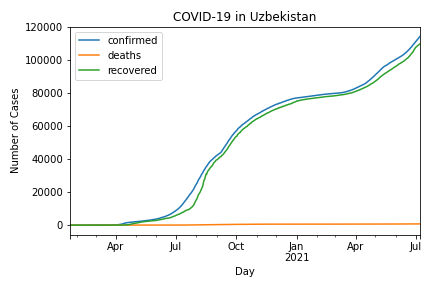 COVID-19 in Uzbekistan
confirmed
deaths
recovered
Number of Cases
120000
100000
80000
60000
40000
20000
0
Apr
Jul
Oct
Jan
2021
Apr
Jul
Day